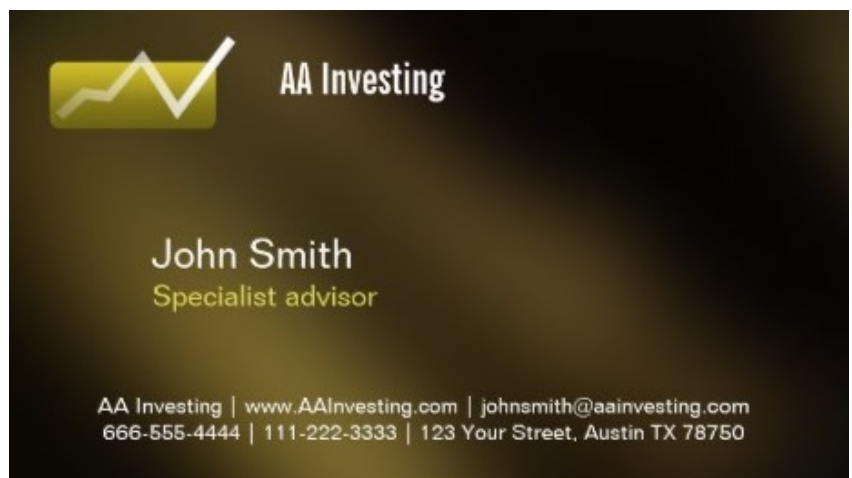 AA Investing
John Smith
Specialist advisor
AA Investing | www.AAInvesting.com | johnsmith@aainvesting.com
666-555-4444 | 111-222-3333 | 123 Your Street, Austin TX 78750